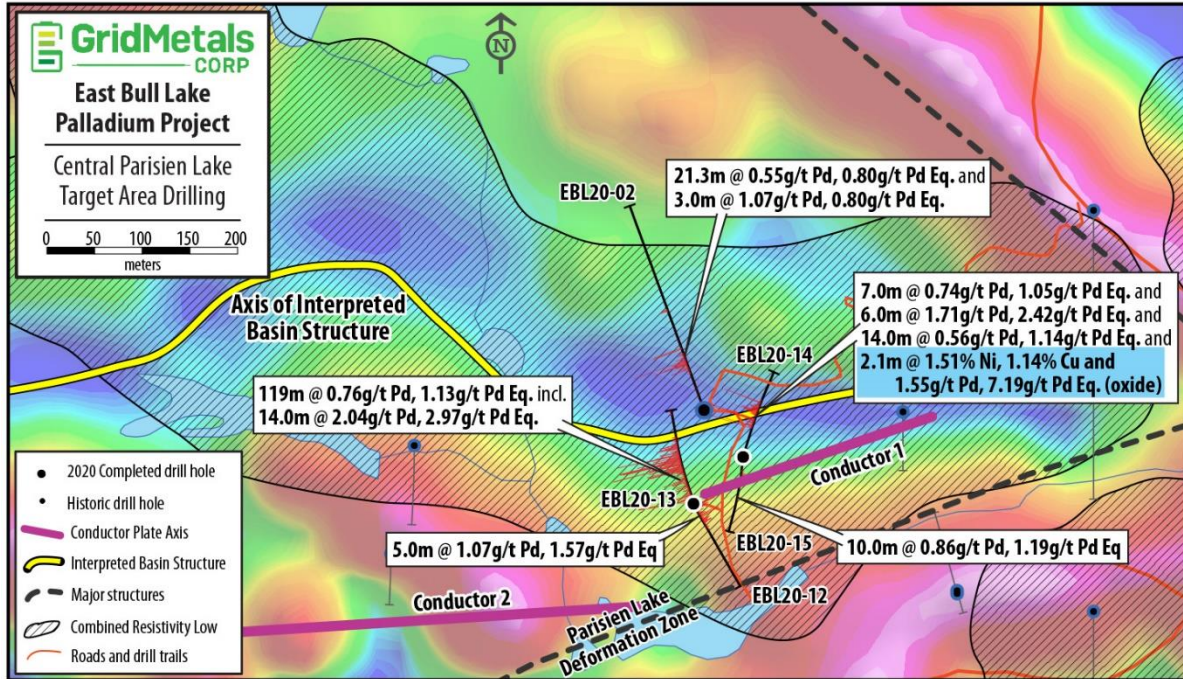 GridMetals
CORP
East Bull Lake
Palladium Project
Central Parisien Lake
Target Area Drilling
0 50 100 150 200
meters
N
EBL20-02
21.3m @ 0.55g/t Pd, 0.80g/t Pd Eq. and
3.0m @ 1.07g/t Pd, 0.80g/t Pd Eq.
Axis of Interpreted
Basin Structure
7.0m @ 0.74g/t Pd, 1.05g/t Pd Eq. and
6.0m @ 1.71g/t Pd, 2.42g/t Pd Eq. and
14.0m @ 0.56g/t Pd, 1.14g/t Pd Eq. and
2.1m @ 1.51% Ni, 1.14% Cu and
1.55g/t Pd, 7.19g/t Pd Eq. (oxide)
EBL20-14
119m @ 0.76g/t Pd, 1.13g/t Pd Eq. incl.
14.0m @ 2.04g/t Pd, 2.97g/t Pd Eq.
Conductor 1
EBL20-13
5.0m @ 1.07g/t Pd, 1.57g/t Pd Eq
EBL20-15
10.0m @ 0.86g/t Pd, 1.19g/t Pd Eq
EBL20-12
Conductor 2
Parisien Lake
Deformation Zone
2020 Completed drill hole
Historic drill hole
Conductor Plate Axis
Interpreted Basin Structure
Major structures
Combined Resistivity Low
Roads and drill trails